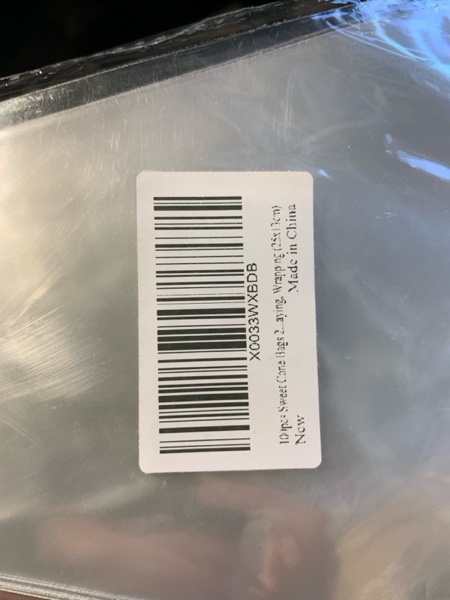 X0033WXBDB
100pcs Sweet Cone Bags 2...aying, Wrapping (25x13cm)
New
Made in China